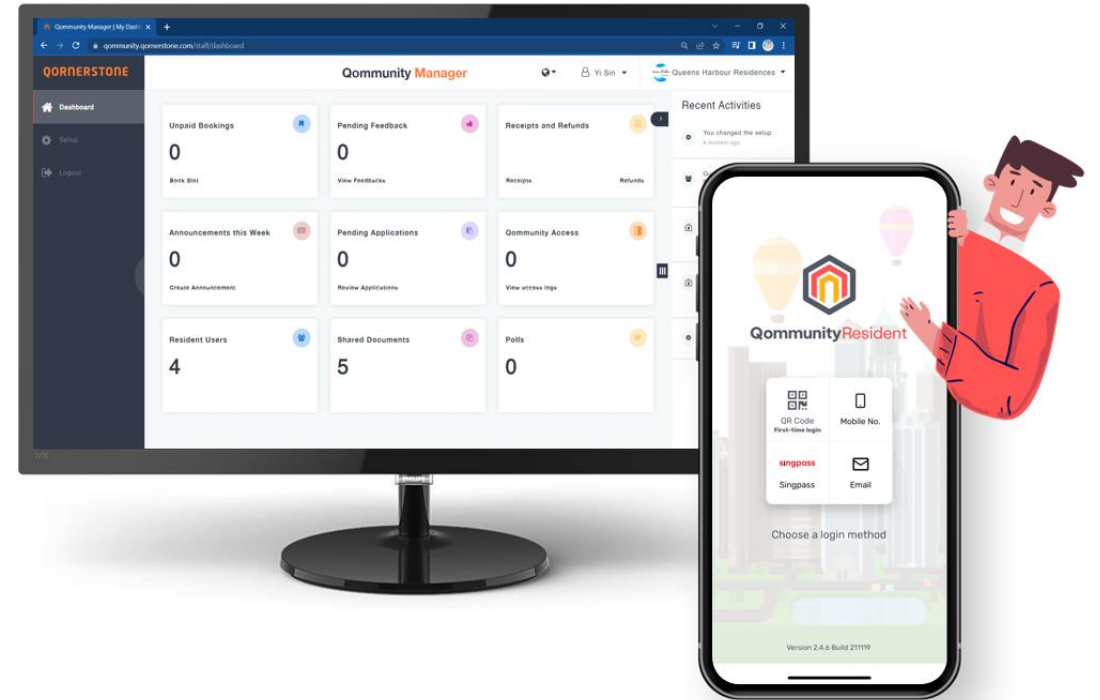 Qommunity Manager | My Dash
qommunity.qornerstone.com/staff/dashboard
QORNERSTONE
Qommunity Manager
Yi Sin
Queens Harbour Residences
Dashboard
Setup
Logout
Unpaid Bookings
0
Book Slot
Pending Feedback
0
View Feedbacks
Receipts and Refunds
Receipts
Refunds
Announcements this Week
0
Create Announcement
Pending Applications
0
Review Applications
Qommunity Access
0
View access logs
Resident Users
4
Shared Documents
5
Polls
0
Recent Activities
You changed the setup
A moment ago
PHILIPS
QommunityResident
QR Code
First-time login
Mobile No.
singpass
Singpass
Email
Choose a login method
Version 2.4.6 Build 211119